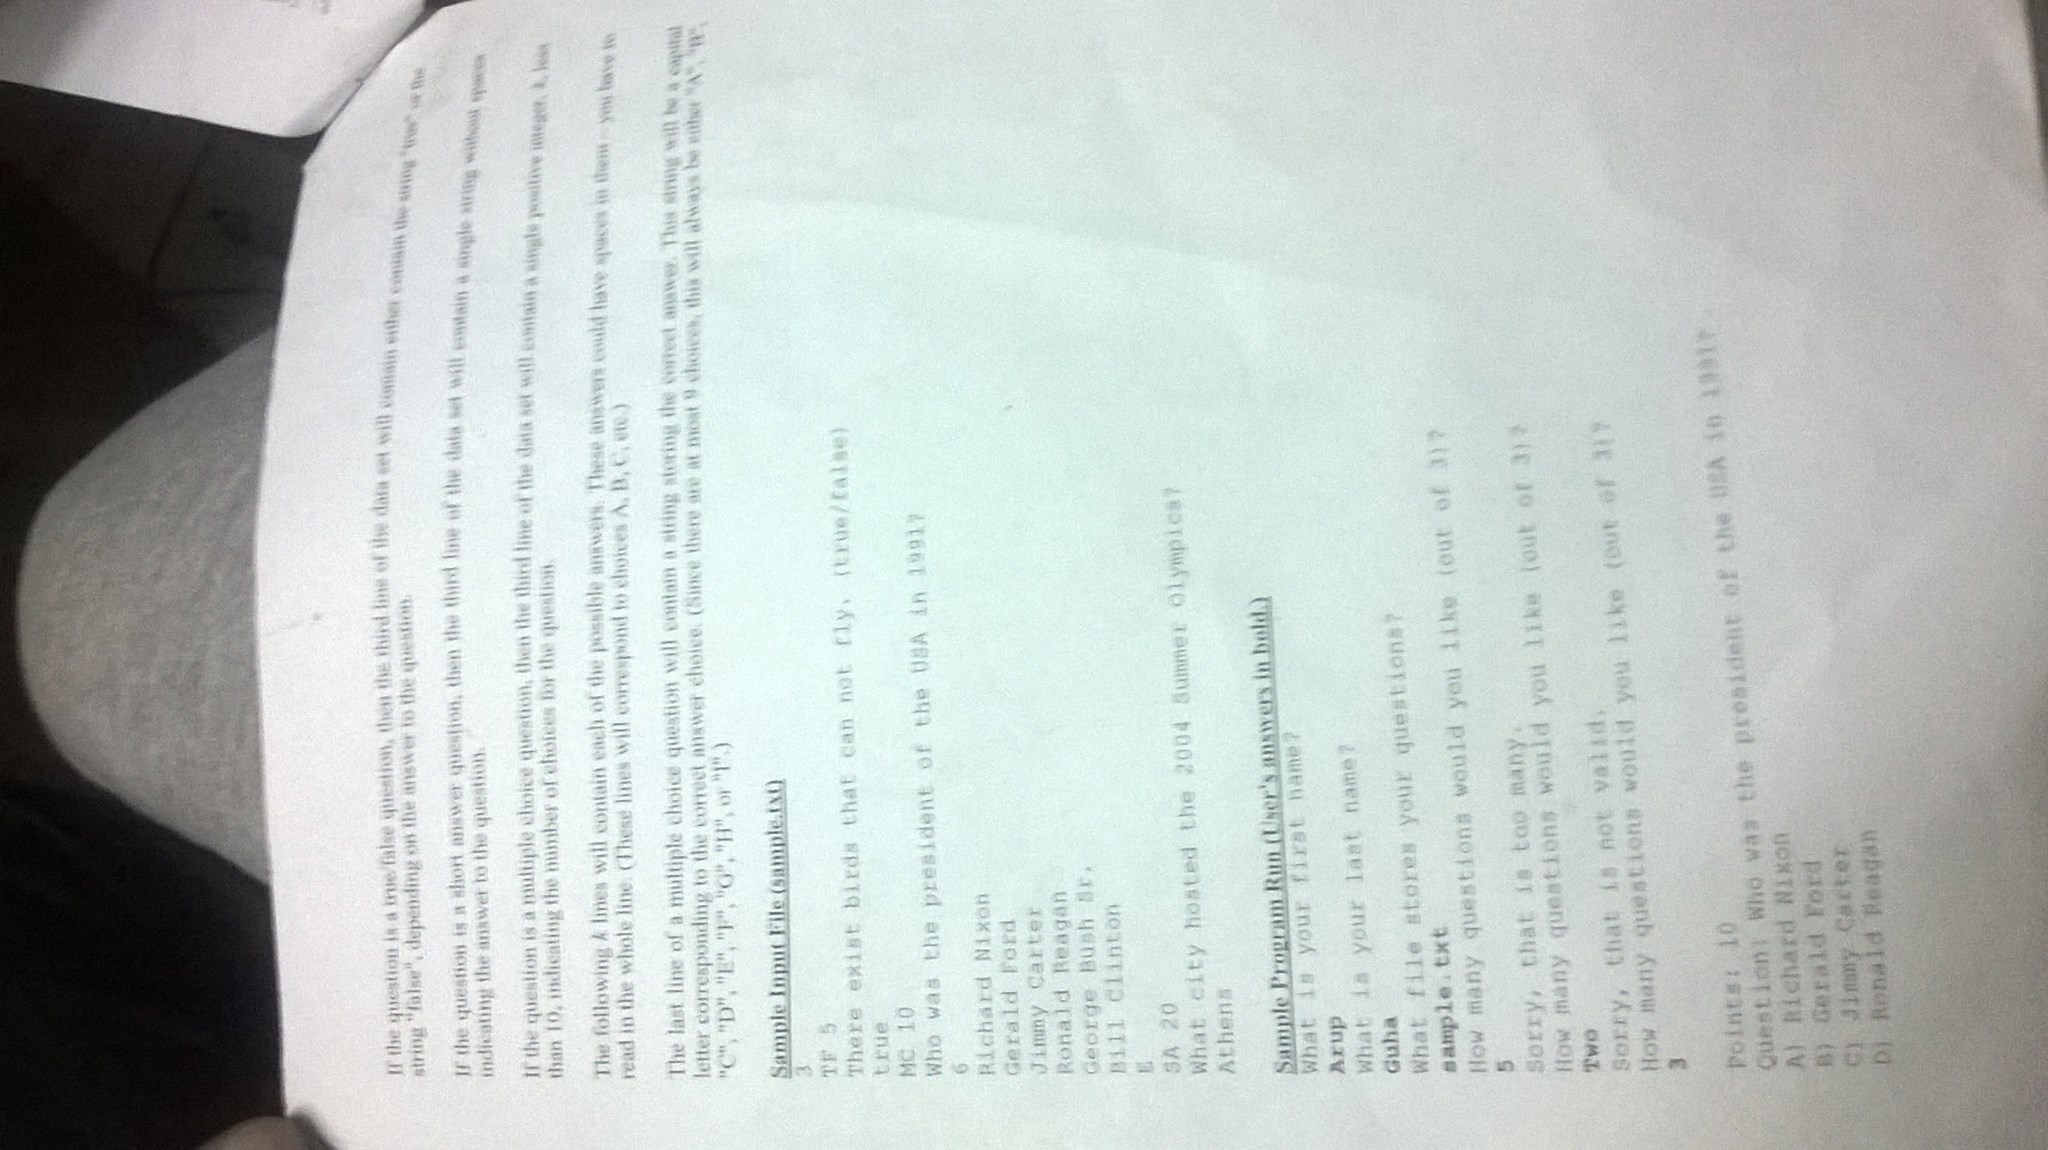 If the question is a true/false question, then the third line of the data set will contain either contain the string "true" or the
string "false", depending on the answer to the question.
If the question is a short answer question, then the third line of the data set will contain a single string without spaces
indicating the answer to the question.
If the question is a multiple choice question, then the third line of the data set will contain a single positive integer, k, less
than 10, indicating the number of choices for the question.
The following k lines will contain each of the possible answers. These answers could have spaces in them – you have to
read in the whole line. (These lines will correspond to choices A, B, C, etc.)
The last line of a multiple choice question will contain a string storing the correct answer. This string will be a capital
letter corresponding to the correct answer choice. (Since there are at most 9 choices, this will always be either "A", "B",
"C", "D", "E", "F", "G", "H", or "I".)
Sample Input File (sample.txt)
3
TF 5
There exist birds that can not fly. (true/false)
true
MC 10
Who was the president of the USA in 1991?
6
Richard Nixon
Gerald Ford
Jimmy Carter
Ronald Reagan
George Bush Sr.
Bill Clinton
E
SA 20
What city hosted the 2004 Summer Olympics?
Athens
Sample Program Run (User's answers in bold.)
What is your first name?
Arup
What is your last name?
Guha
What file stores your questions?
sample.txt
How many questions would you like (out of 3)?
5
Sorry, that is too many.
How many questions would you like (out of 3)?
Two
Sorry, that is not valid.
How many questions would you like (out of 3)?
3
Points: 10
Question: Who was the president of the USA in 1991?
A) Richard Nixon
B) Gerald Ford
C) Jimmy Carter
D) Ronald Reagan